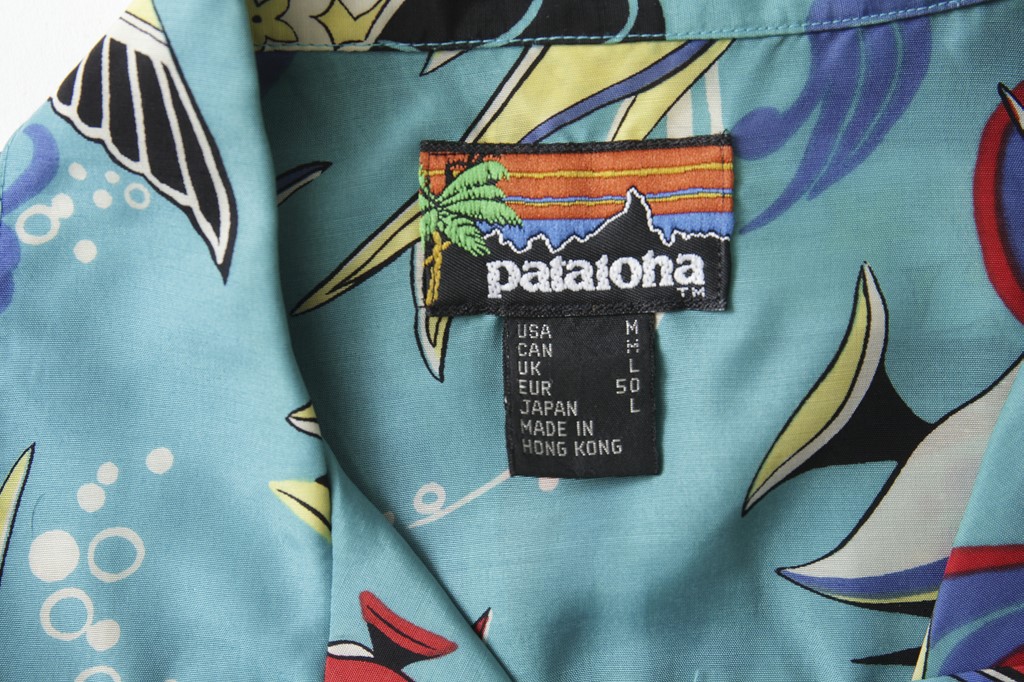 pataloha
TM
USA M
CAN M
UK L
EUR 50
JAPAN L
MADE IN
HONG KONG